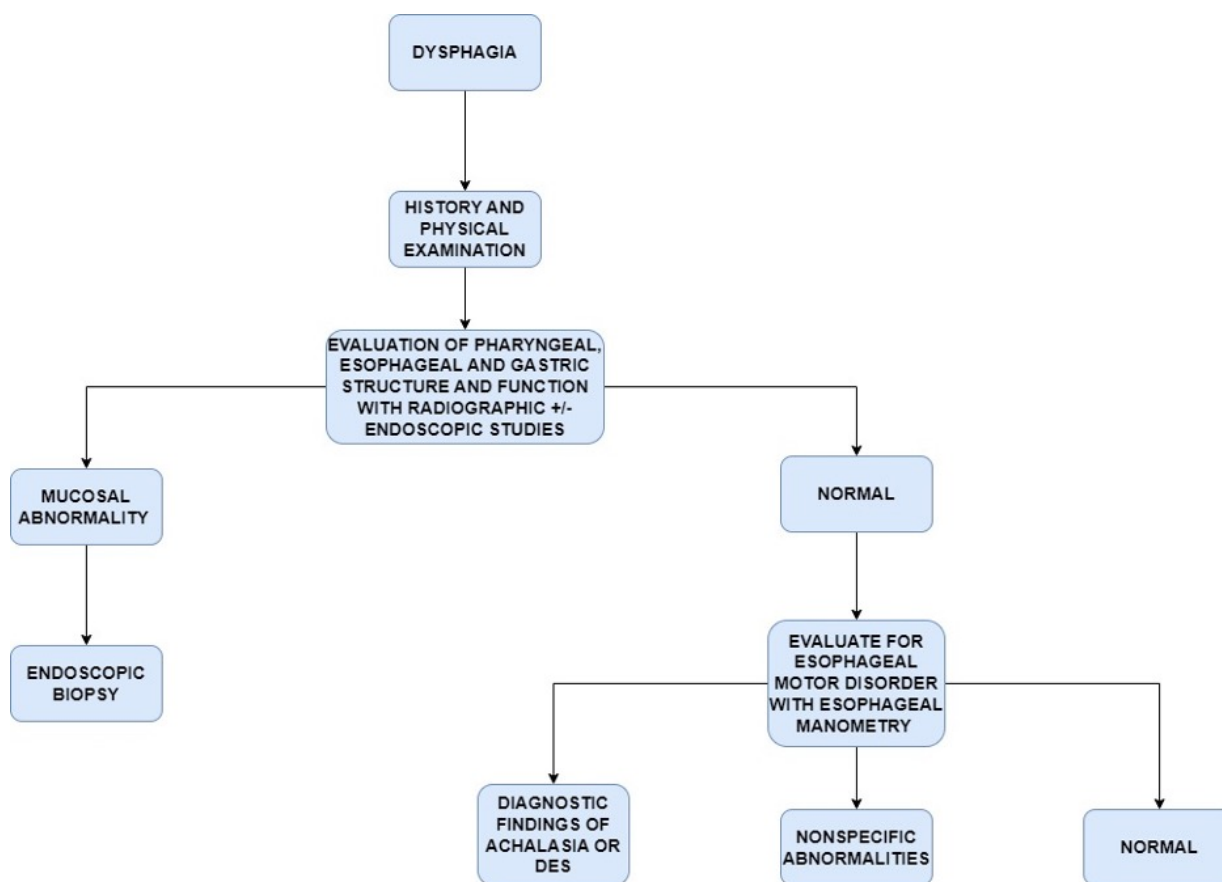 DYSPHAGIA
HISTORY AND
PHYSICAL
EXAMINATION
EVALUATION OF PHARYNGEAL,
ESOPHAGEAL AND GASTRIC
STRUCTURE AND FUNCTION
WITH RADIOGRAPHIC +/-
ENDOSCOPIC STUDIES
MUCOSAL
ABNORMALITY
NORMAL
ENDOSCOPIC
BIOPSY
EVALUATE FOR
ESOPHAGEAL
MOTOR DISORDER
WITH ESOPHAGEAL
MANOMETRY
DIAGNOSTIC
FINDINGS OF
ACHALASIA OR
DES
NONSPECIFIC
ABNORMALITIES
NORMAL